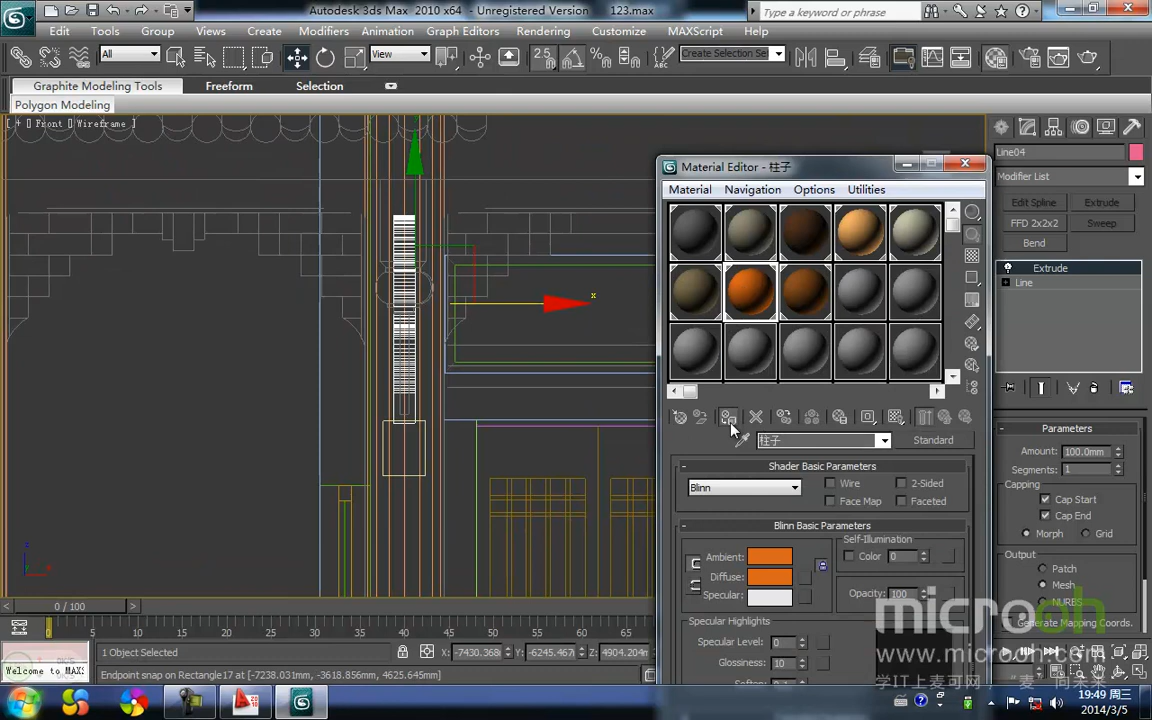 Autodesk 3ds Max 2010 x64 - Unregistered Version 123.max
Type a keyword or phrase
Edit Tools Group Views Create Modifiers Animation Graph Editors Rendering Customize MAXScript Help
All View 2.5 Create Selection Se
Graphite Modeling Tools Freeform Selection
Polygon Modeling
[ + ] Front [ Wireframe ]
x
Material Editor - 柱子
Material Navigation Options Utilities
柱子 Standard
Shader Basic Parameters
Blinn Wire 2-Sided
Face Map Faceted
Blinn Basic Parameters
Self-Illumination
Ambient: Color 0
Diffuse:
Specular: Opacity: 100
Specular Highlights
Specular Level: 0
Glossiness: 10
Line04
Modifier List
Edit Spline Extrude
FFD 2x2x2 Sweep
Bend
Extrude
Line
Parameters
Amount: 100.0mm
Segments: 1
Capping
Cap Start
Cap End
Morph Grid
Output
Patch
Mesh
NURBS
Generate Mapping Coords.
0 / 100
0 5 10 15 20 25 30 35 40 45 50 55 60 65
1 Object Selected X: -7430.368 Y: -6245.467 Z: 4904.204
Welcome to MAX: Endpoint snap on Rectangle17 at [-7238.031mm, -3618.856mm, 4625.645mm]
microoh
www.microoh.com
19:49 周三
2014/3/5